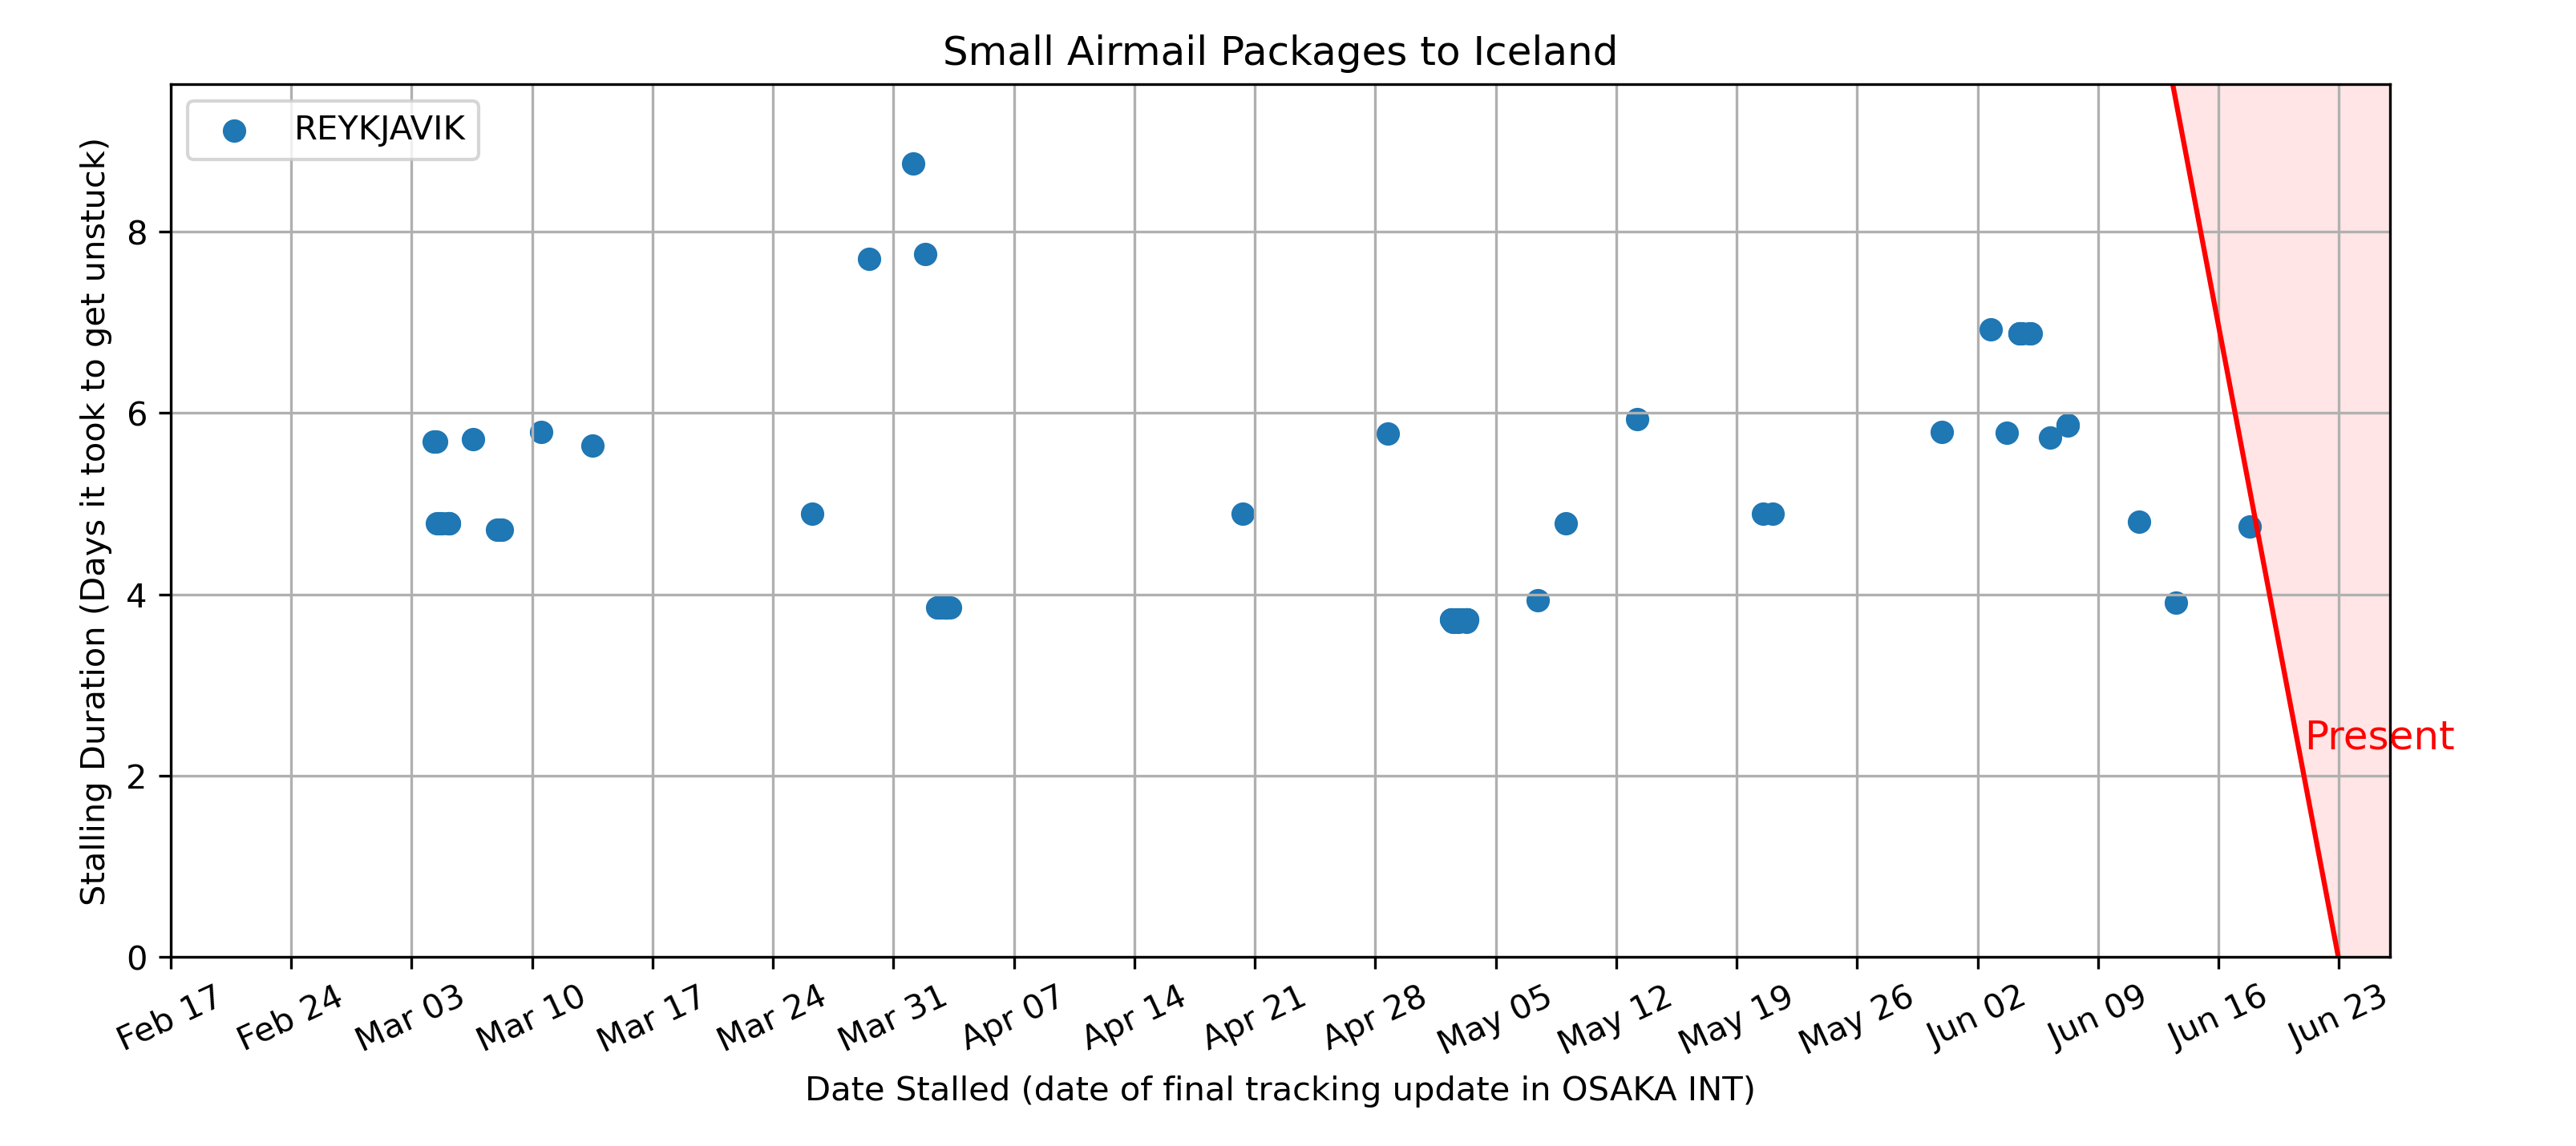 Small Airmail Packages to Iceland
REYKJAVIK
Stalling Duration (Days it took to get unstuck)
8
6
4
2
0
Present
Feb 17
Feb 24
Mar 03
Mar 10
Mar 17
Mar 24
Mar 31
Apr 07
Apr 14
Apr 21
Apr 28
May 05
May 12
May 19
May 26
Jun 02
Jun 09
Jun 16
Jun 23
Date Stalled (date of final tracking update in OSAKA INT)